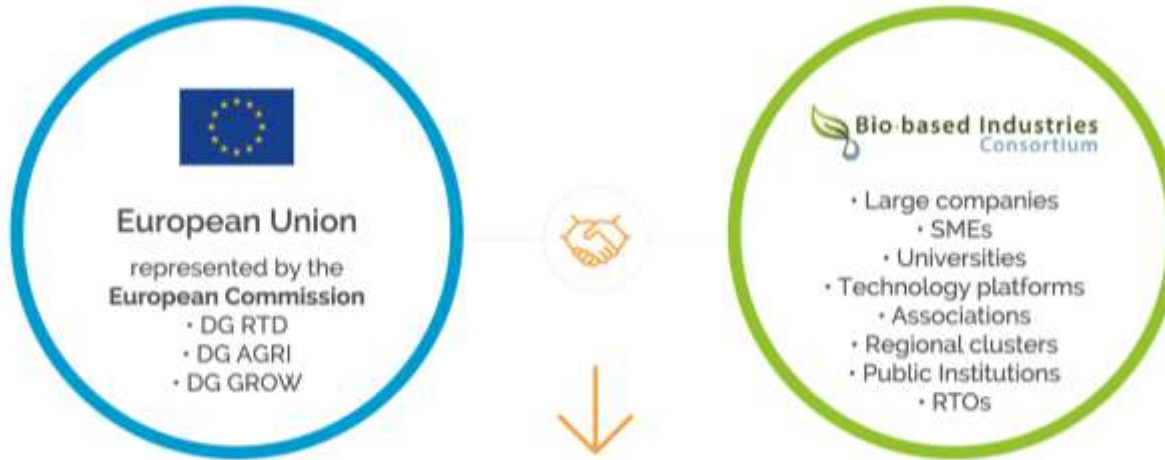 European Union
represented by the
European Commission
• DG RTD
• DG AGRI
• DG GROW
Bio-based Industries
Consortium
• Large companies
• SMEs
• Universities
• Technology platforms
• Associations
• Regional clusters
• Public Institutions
• RTOs